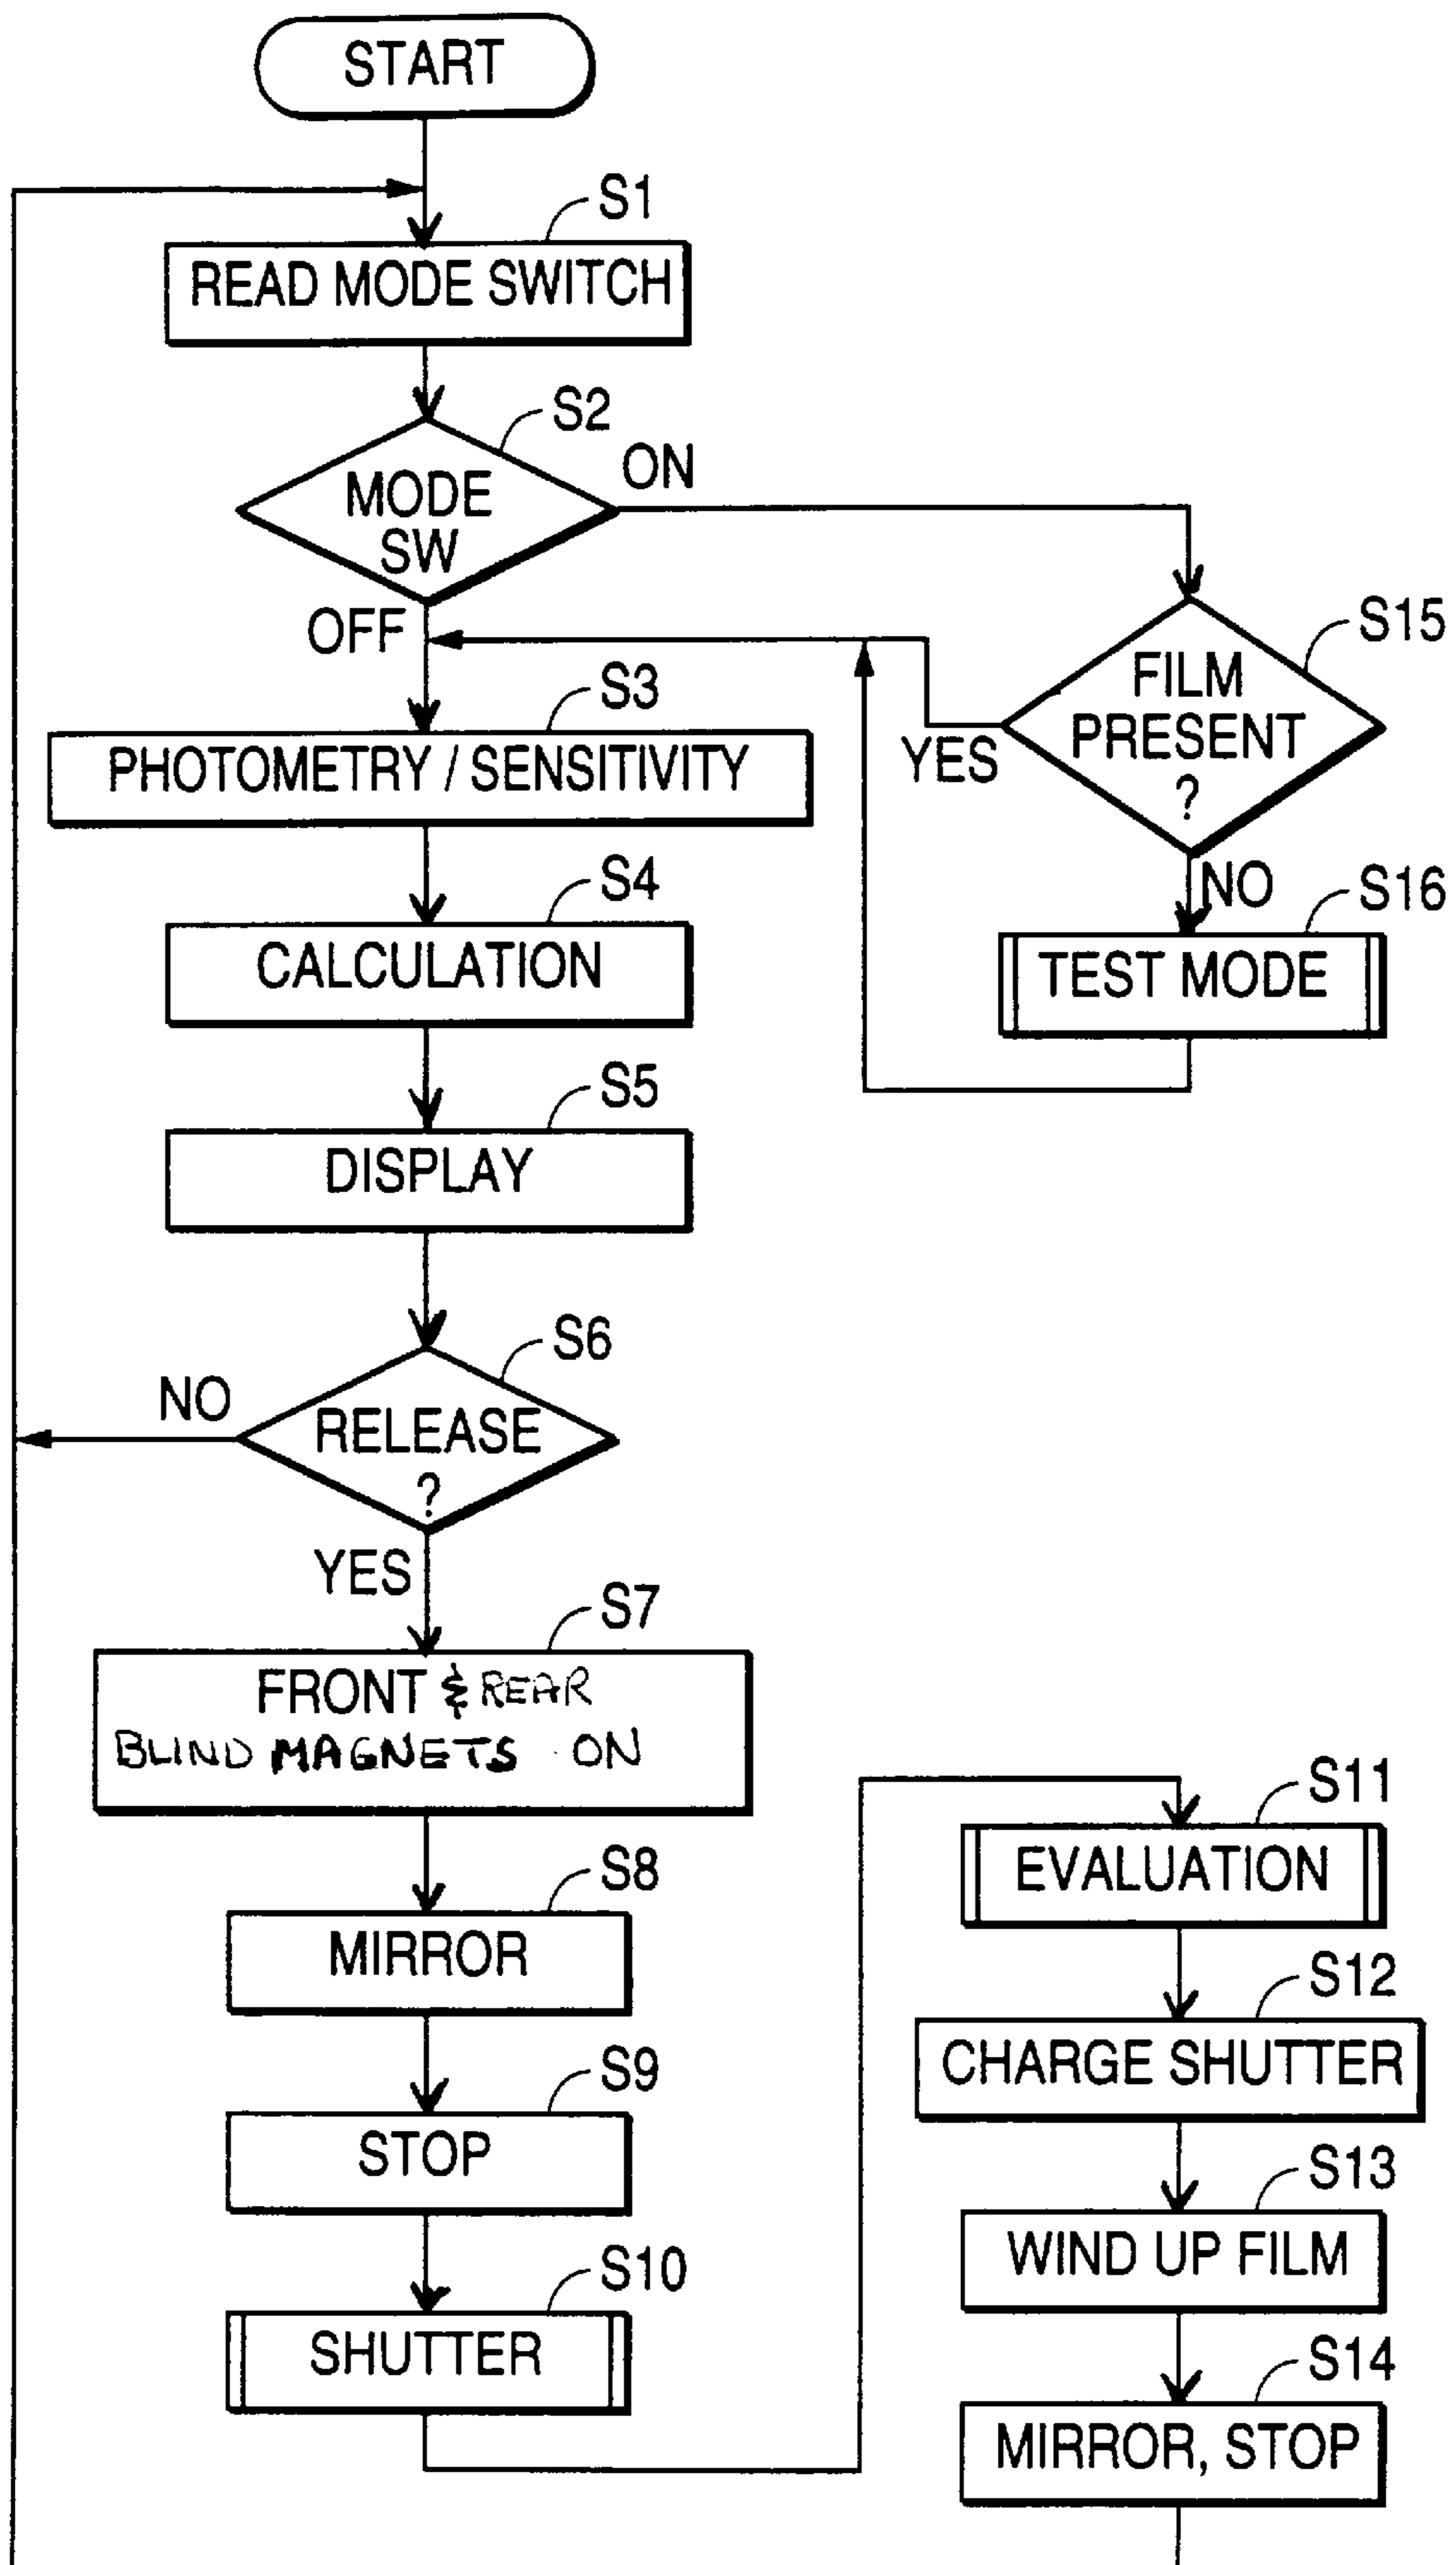 START
S1
READ MODE SWITCH
S2
MODE
SW
ON
OFF
S15
FILM
PRESENT
?
YES
NO
S16
TEST MODE
S3
PHOTOMETRY / SENSITIVITY
S4
CALCULATION
S5
DISPLAY
S6
RELEASE
?
NO
YES
S7
FRONT & REAR
BLIND MAGNETS ON
S8
MIRROR
S9
STOP
S10
SHUTTER
S11
EVALUATION
S12
CHARGE SHUTTER
S13
WIND UP FILM
S14
MIRROR, STOP